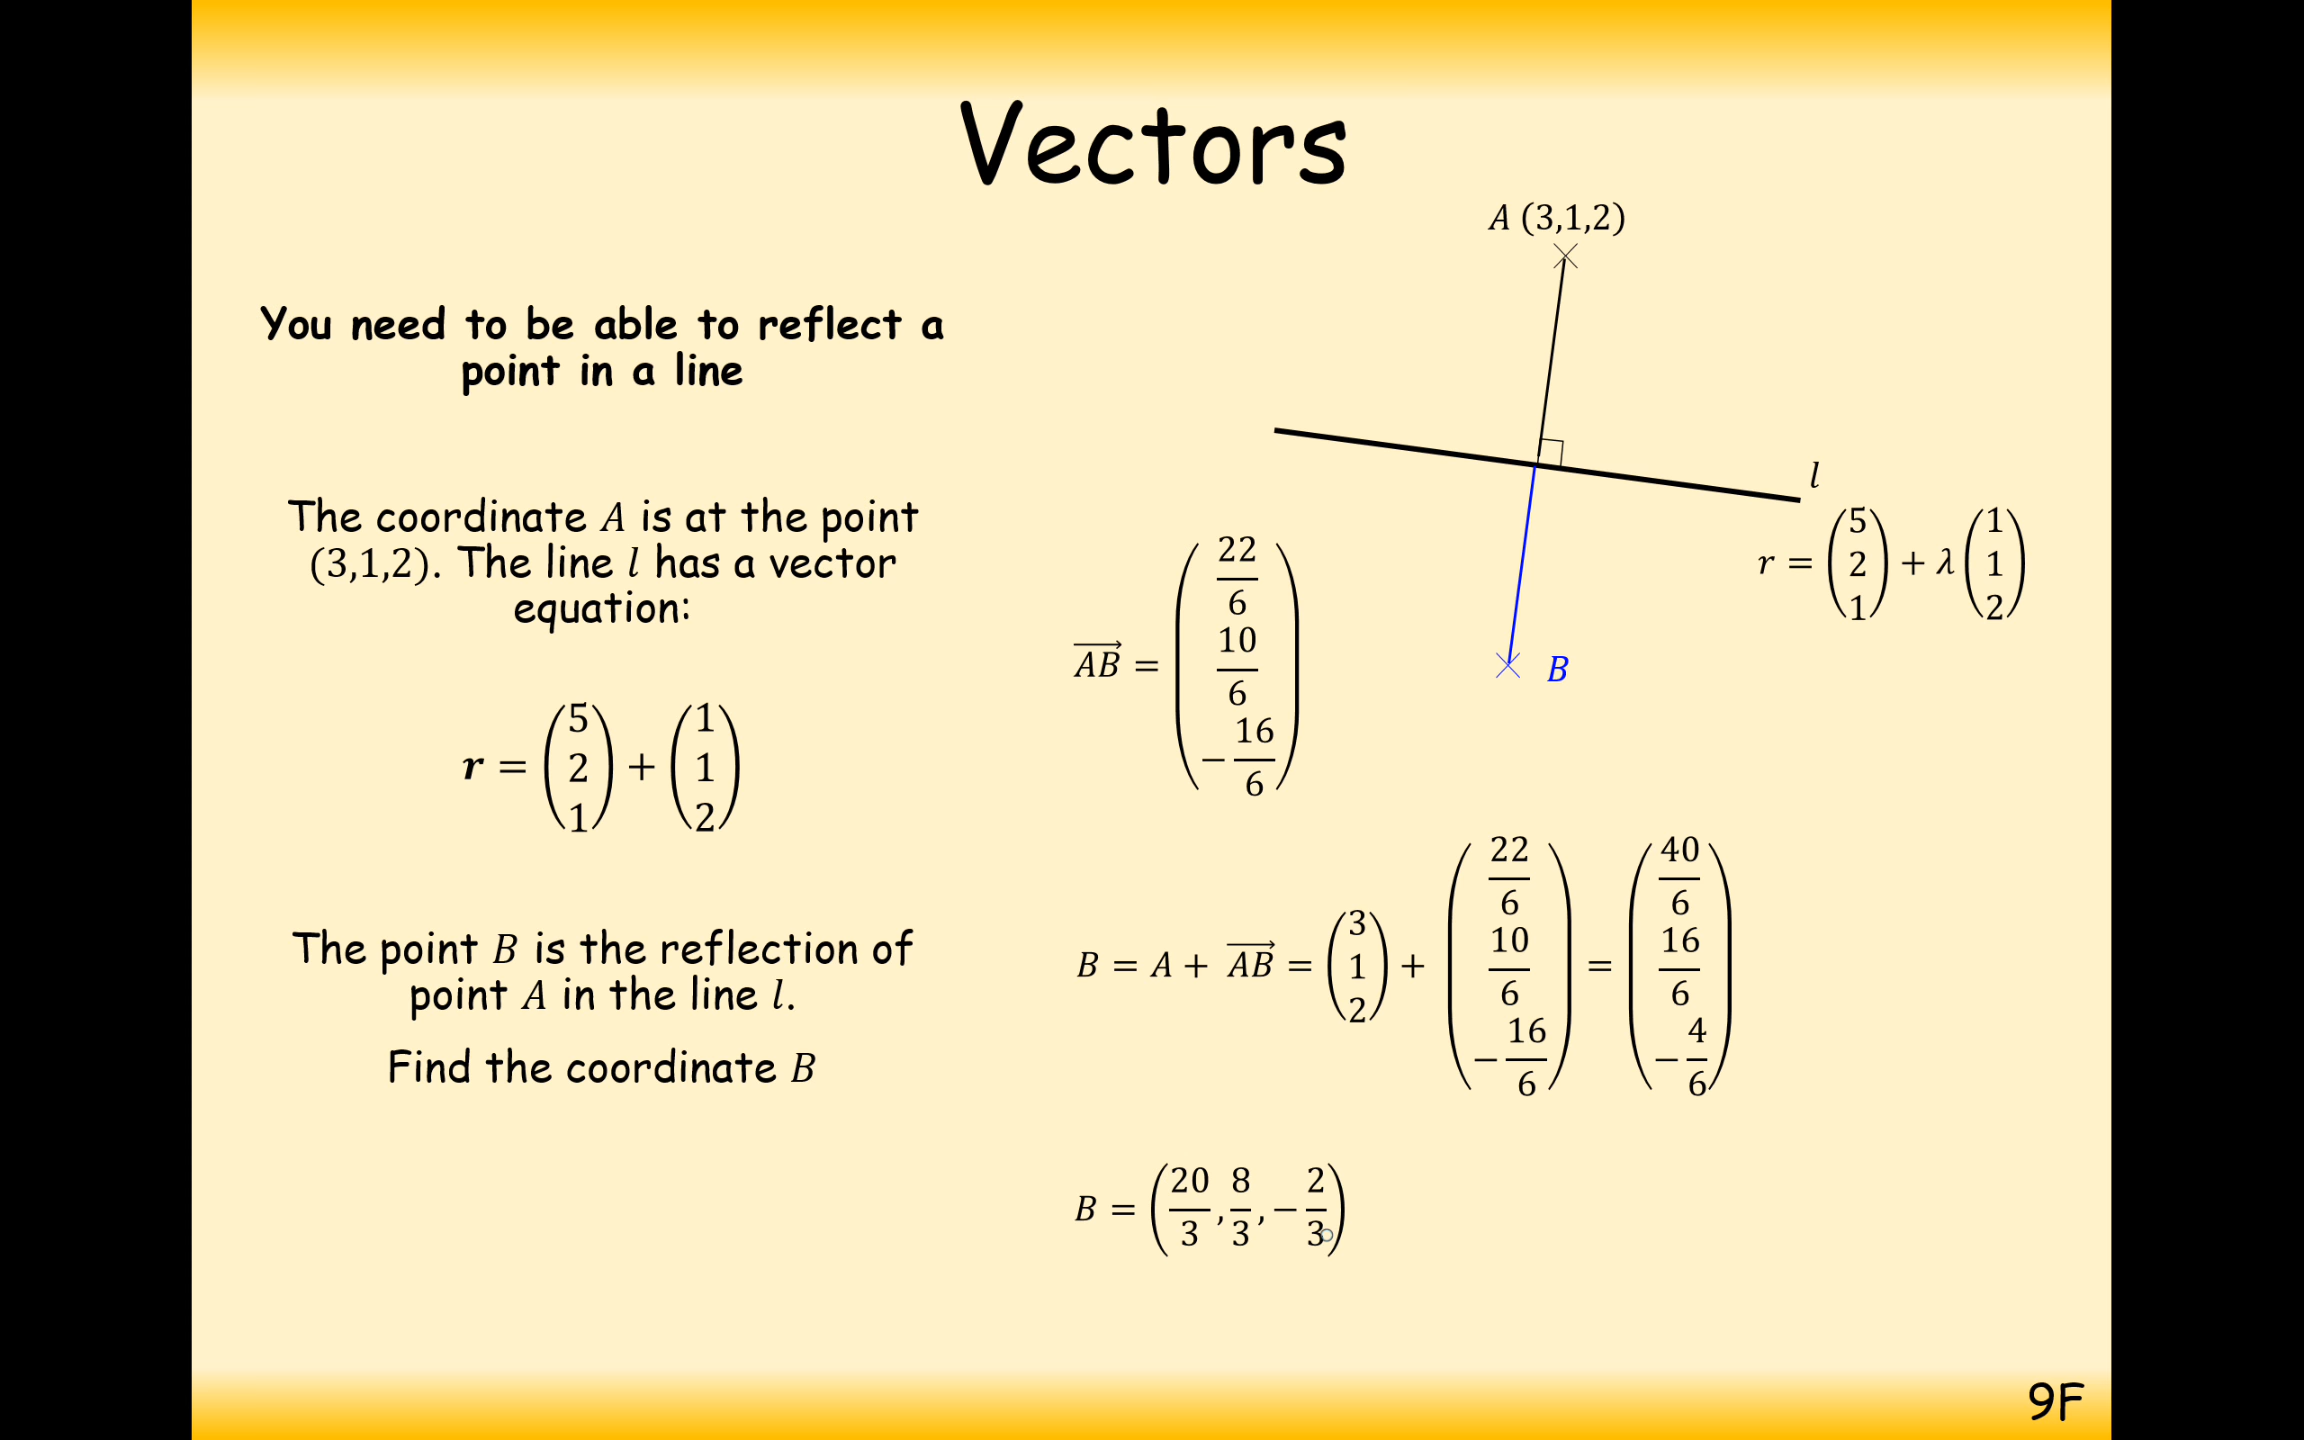 Vectors
You need to be able to reflect a
point in a line
The coordinate A is at the point
(3,1,2). The line l has a vector
equation:
r = (5 2 1) + (1 1 2)
The point B is the reflection of
point A in the line l.
Find the coordinate B
A (3,1,2)
l
r = (5 2 1) + λ (1 1 2)
B
AB = (22/6 10/6 −16/6)
B = A + AB = (3 1 2) + (22/6 10/6 −16/6) = (40/6 16/6 −4/6)
B = (20/3, 8/3, −2/3)
9F